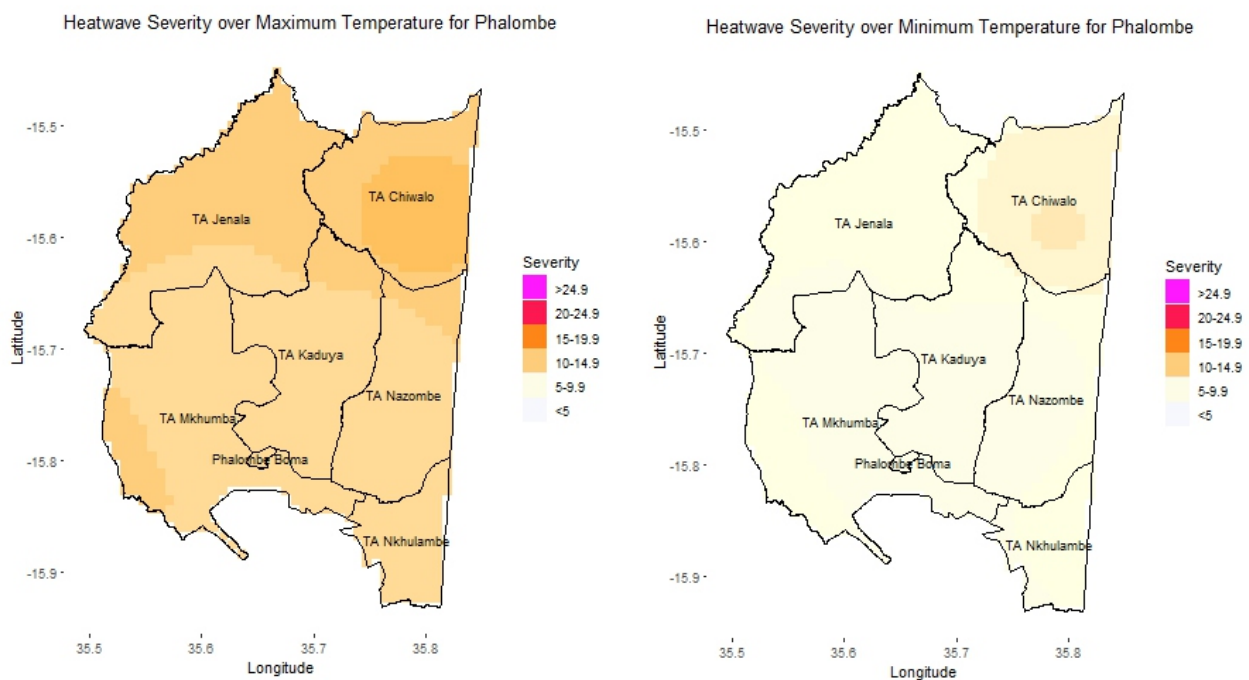 Heatwave Severity over Maximum Temperature for Phalombe
-15.5
-15.6
-15.7
-15.8
-15.9
Latitude
35.5
35.6
35.7
35.8
Longitude
TA Chiwalo
TA Jenala
TA Kaduya
TA Nazombe
TA Mkhumba
Phalombe Boma
TA Nkhulambe
Severity
>24.9
20-24.9
15-19.9
10-14.9
5-9.9
<5
Heatwave Severity over Minimum Temperature for Phalombe
-15.5
-15.6
-15.7
-15.8
-15.9
Latitude
35.5
35.6
35.7
35.8
Longitude
TA Chiwalo
TA Jenala
TA Kaduya
TA Nazombe
TA Mkhumba
Phalombe Boma
TA Nkhulambe
Severity
>24.9
20-24.9
15-19.9
10-14.9
5-9.9
<5